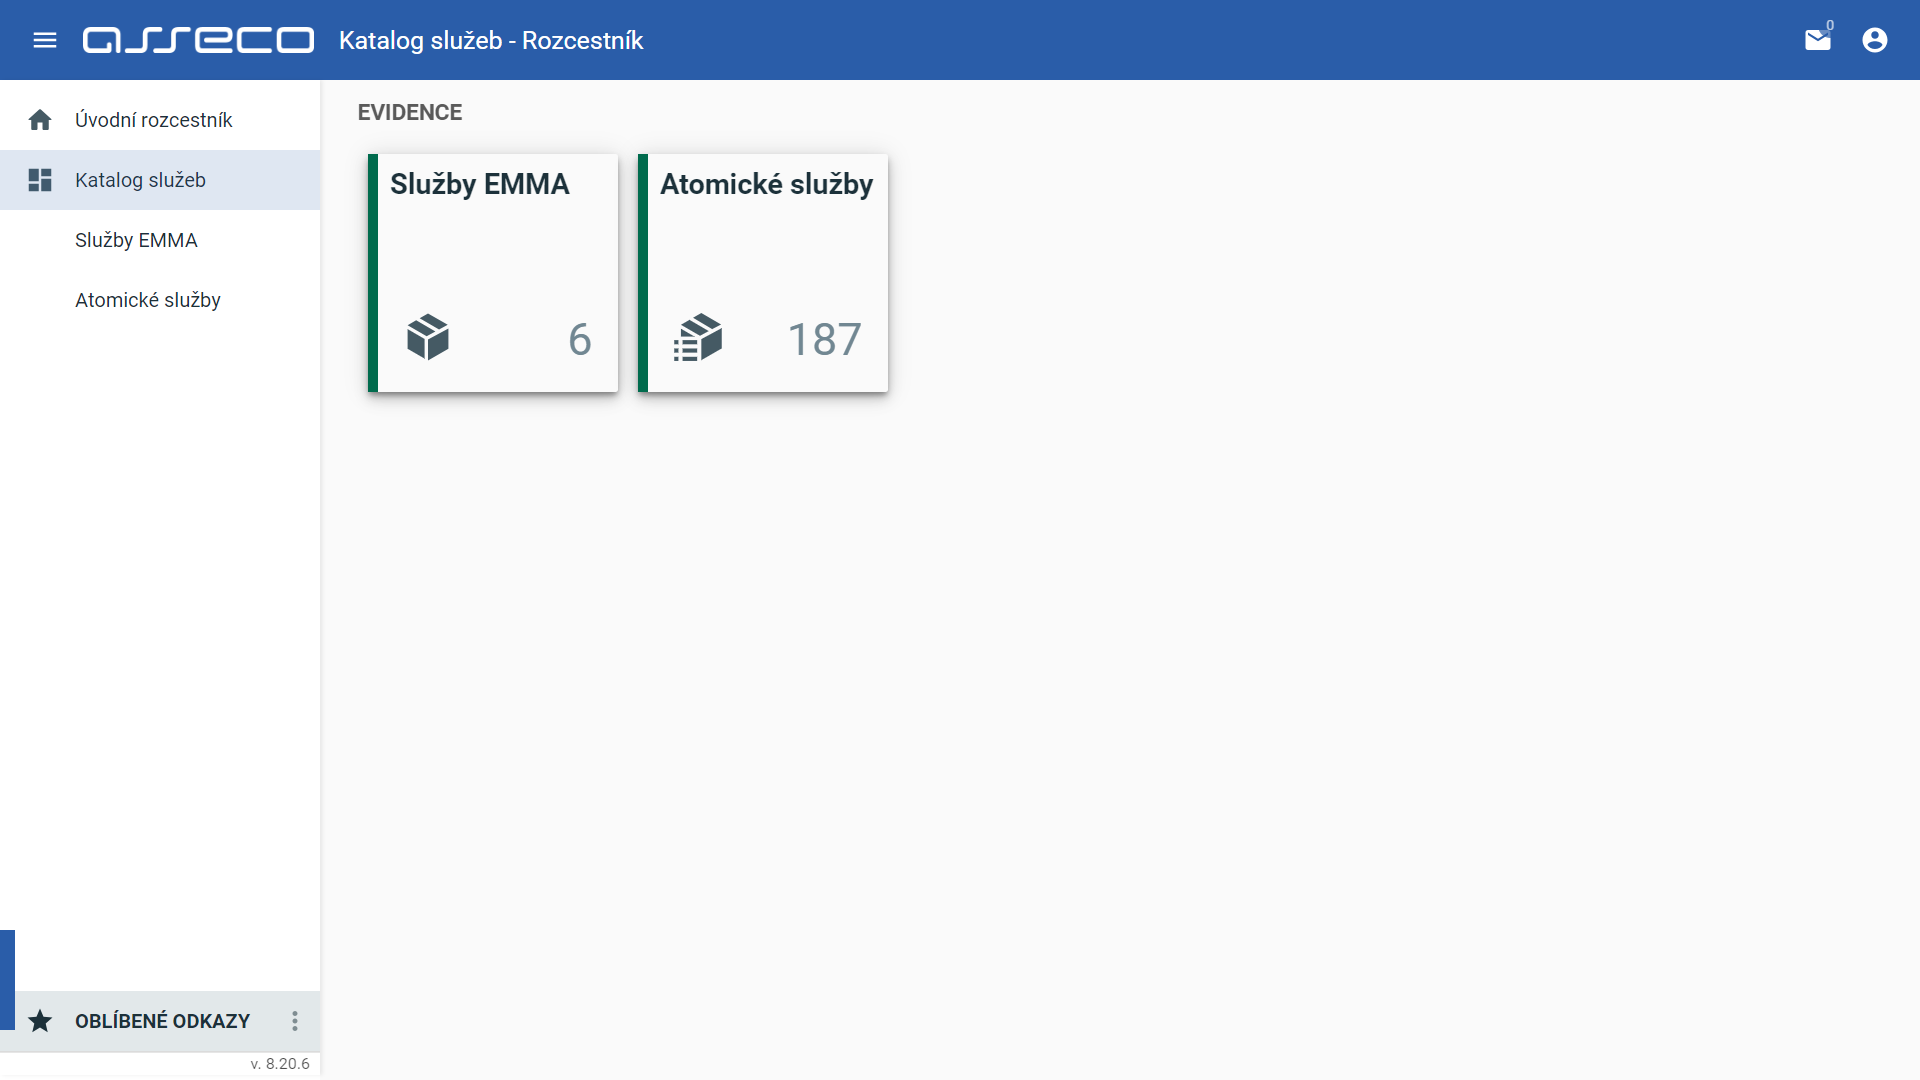 asseco
Katalog služeb - Rozcestník
0
Úvodní rozcestník
Katalog služeb
Služby EMMA
Atomické služby
EVIDENCE
Služby EMMA
6
Atomické služby
187
OBLÍBENÉ ODKAZY
v. 8.20.6